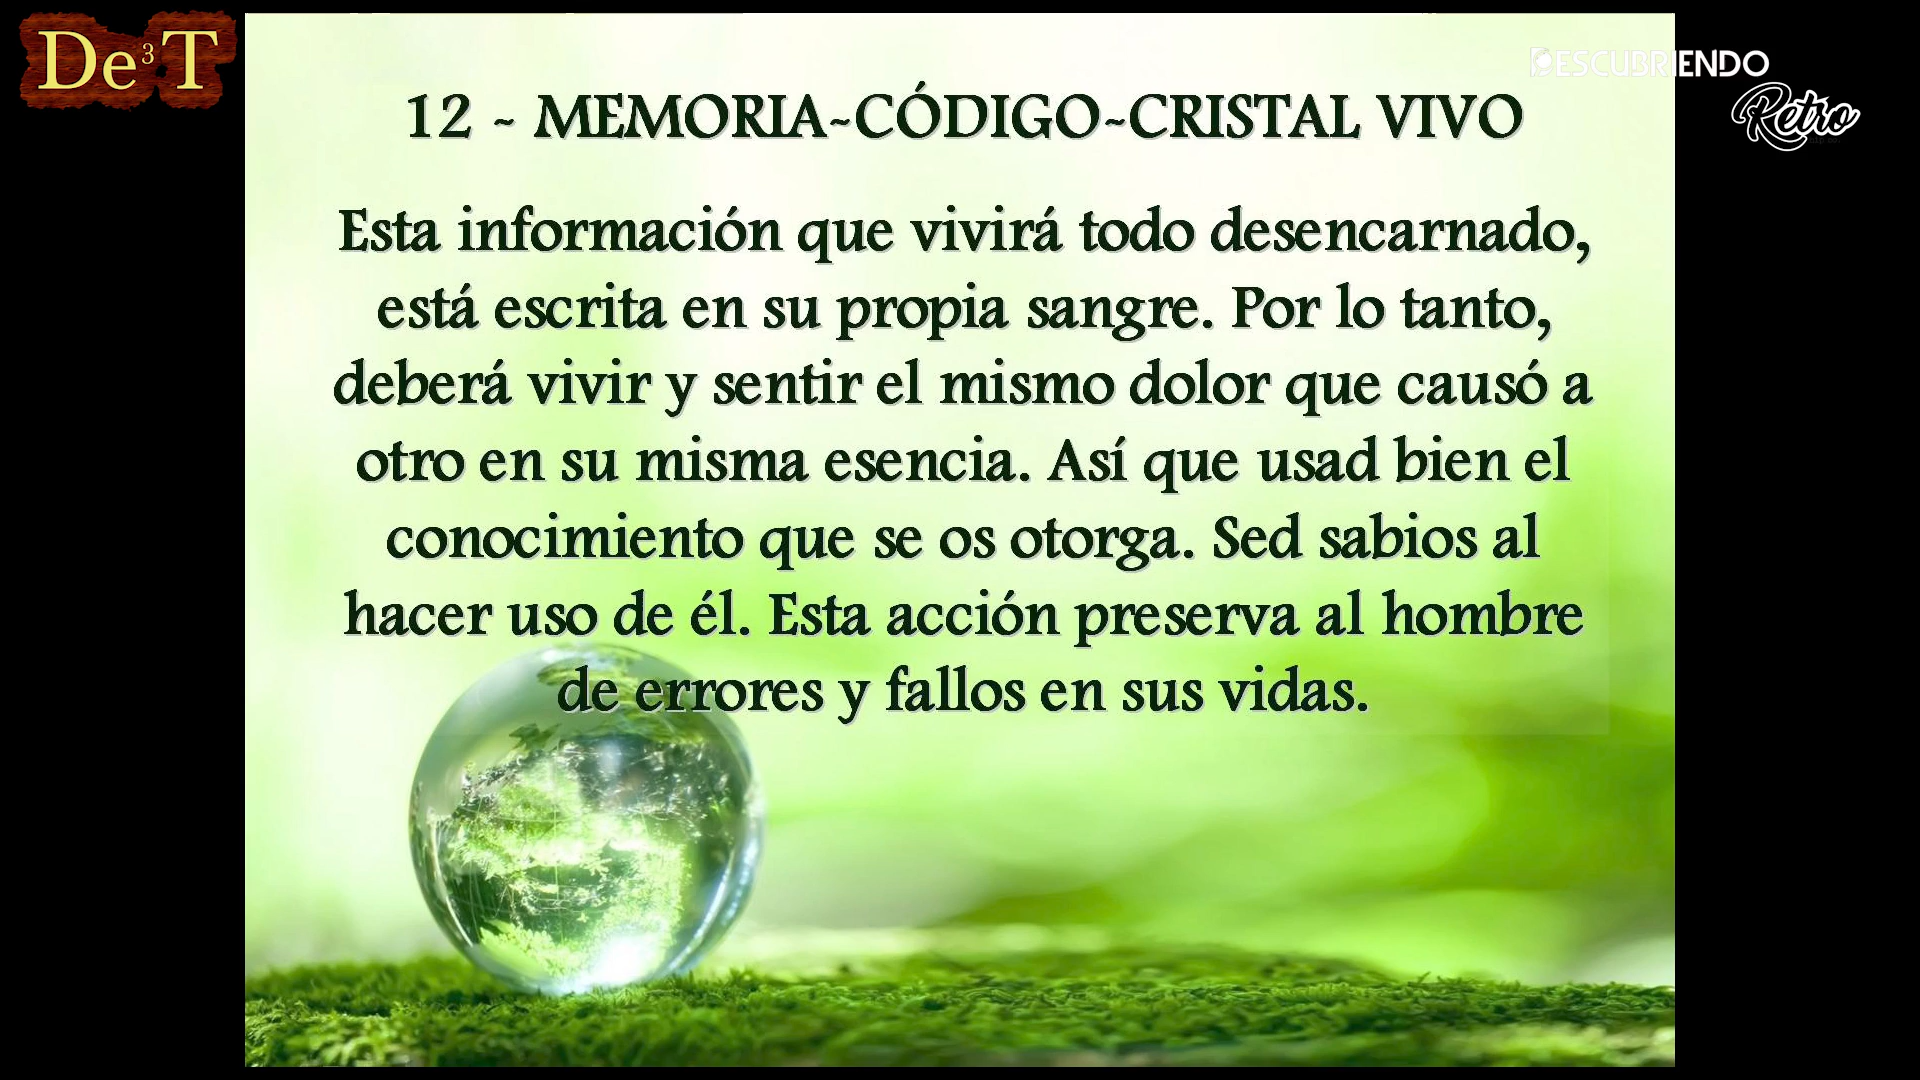 De³T
DESCUBRIENDO
Retro
12 ~ MEMORIA~CÓDIGO~CRISTAL VIVO
Esta información que vivirá todo desencarnado,
está escrita en su propia sangre. Por lo tanto,
deberá vivir y sentir el mismo dolor que causó a
otro en su misma esencia. Así que usad bien el
conocimiento que se os otorga. Sed sabios al
hacer uso de él. Esta acción preserva al hombre
de errores y fallos en sus vidas.